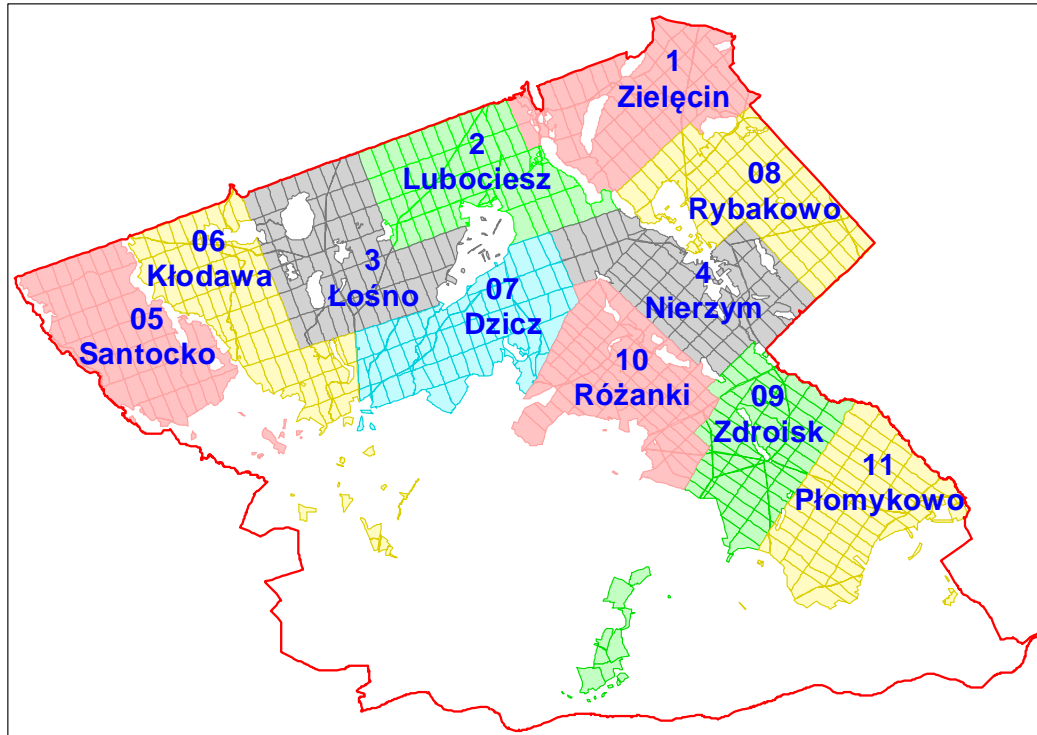 1
Zielęcin
2
Lubociesz
08
Rybakowo
06
Kłodawa
3
Łośno
4
Nierzym
07
Dzicz
05
Santocko
10
Różanki
09
Zdroisk
11
Płomykowo